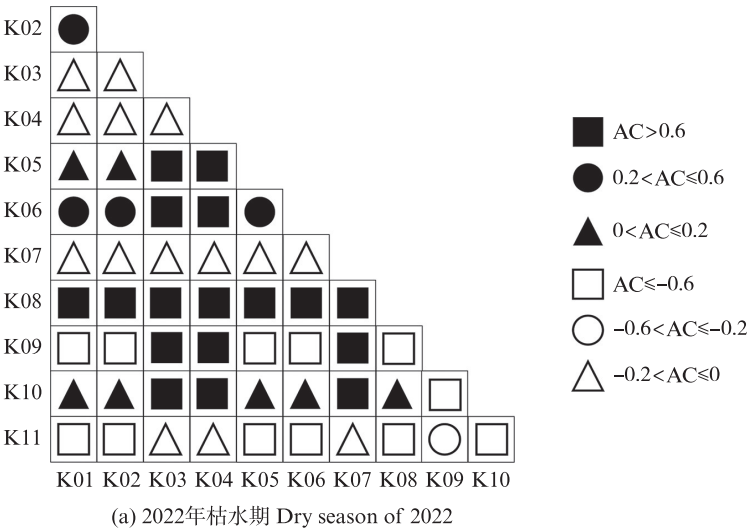 K02
K03
K04
K05
K06
K07
K08
K09
K10
K11
K01 K02 K03 K04 K05 K06 K07 K08 K09 K10
AC>0.6
0.2<AC≤0.6
0<AC≤0.2
AC≤-0.6
-0.6<AC≤-0.2
-0.2<AC≤0
(a) 2022年枯水期 Dry season of 2022